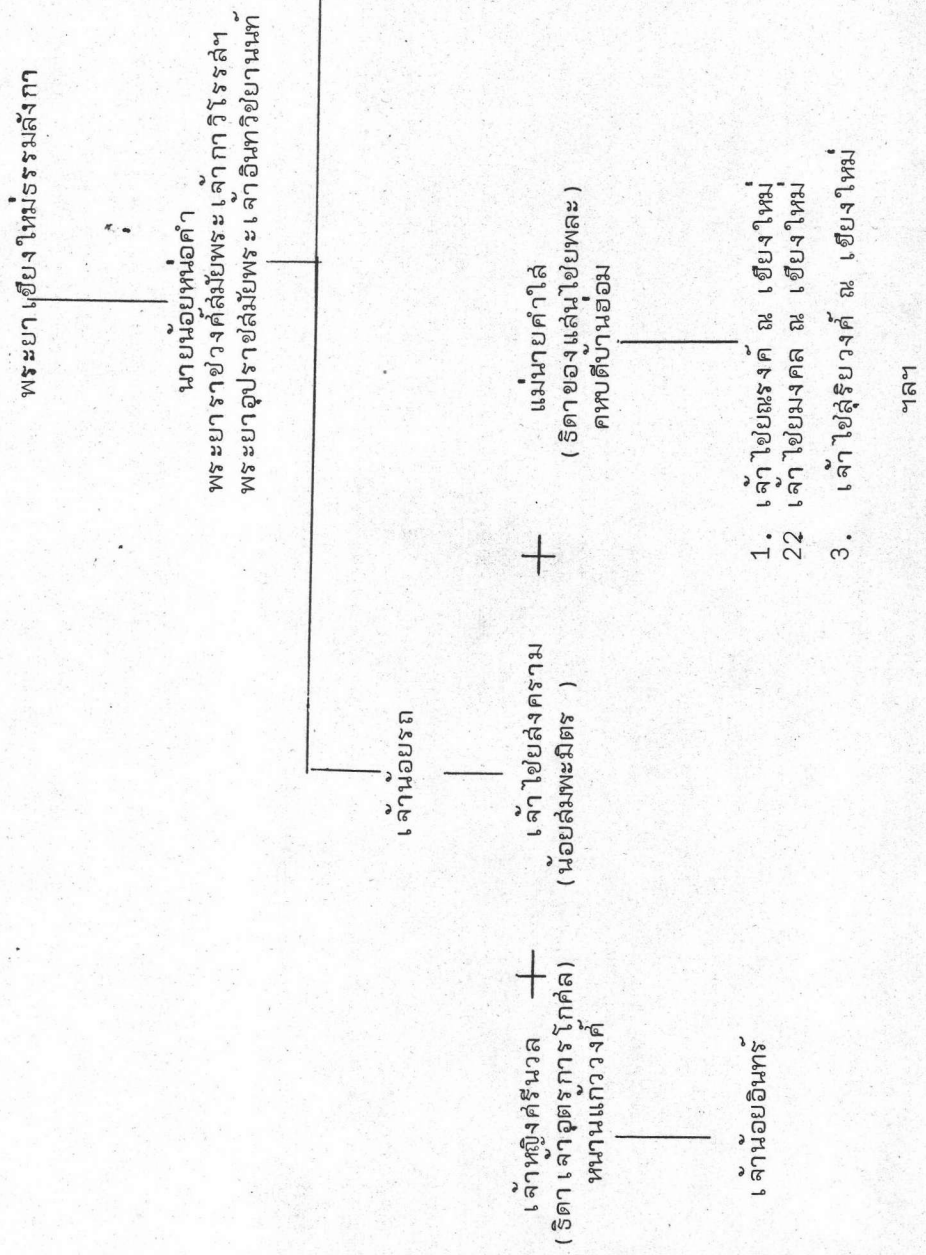 พระยาเชียงใหม่ธรรมลังกา
นายน้อยหน่อคำ
พระยาราชวงศ์สมัยพระเจ้ากาวิโรรสฯ
พระยาอุปราชสมัยพระเจ้าอินทวิชยานนท์
เจ้าน้อยรถ
เจ้าหญิงศรีนวล
(ธิดาเจ้าอุตรการโกศล)
หนานแก้ววงศ์
+
เจ้าไชยสงคราม
(น้อยสมพะมิตร )
+
แม่นายคำใส
(ธิดาของแสนไชยพละ)
คหบดีบ้านฮ่อม
เจ้าน้อยอินทร์
1. เจ้าไชยณรงค์ ณ เชียงใหม่
22 เจ้าไชยมงคล ณ เชียงใหม่
3. เจ้าไชสุริยวงศ์ ณ เชียงใหม่
ฯลฯ